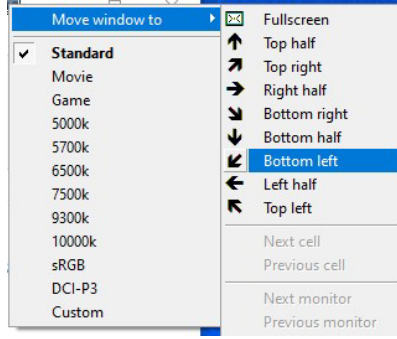 Move window to
Standard
Movie
Game
5000k
5700k
6500k
7500k
9300k
10000k
sRGB
DCI-P3
Custom
Fullscreen
Top half
Top right
Right half
Bottom right
Bottom half
Bottom left
Left half
Top left
Next cell
Previous cell
Next monitor
Previous monitor